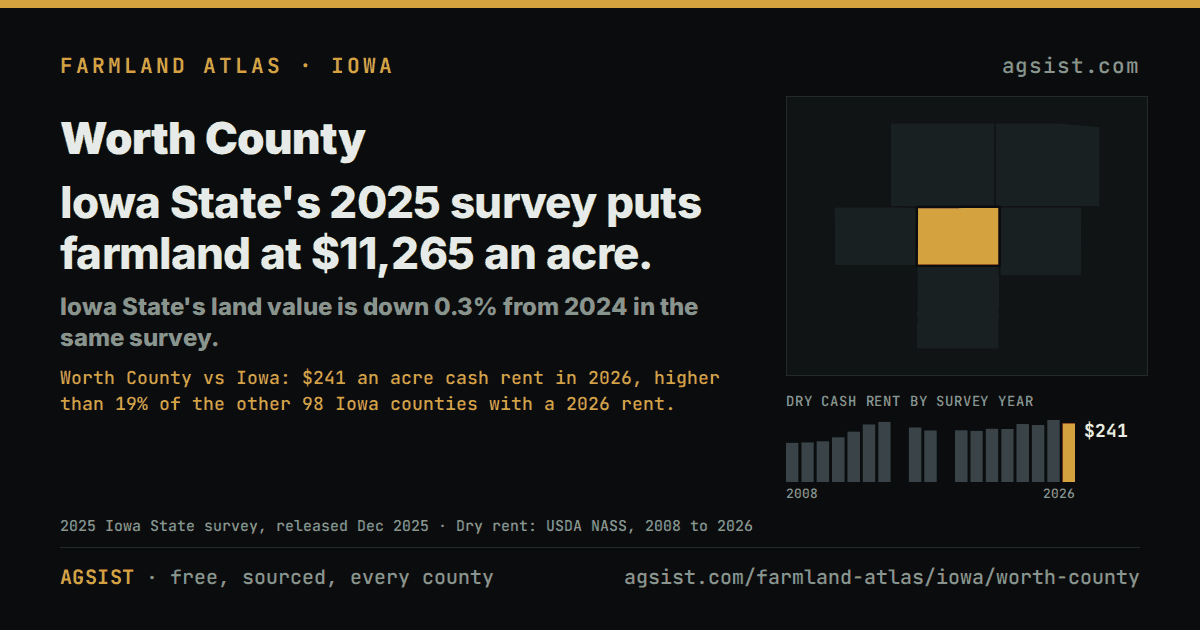 FARMLAND ATLAS · IOWA
agsist.com
Worth County
Iowa State's 2025 survey puts
farmland at $11,265 an acre.
Iowa State's land value is down 0.3% from 2024 in the
same survey.
Worth County vs Iowa: $241 an acre cash rent in 2026, higher
than 19% of the other 98 Iowa counties with a 2026 rent.
DRY CASH RENT BY SURVEY YEAR
$241
2008
2026
2025 Iowa State survey, released Dec 2025 · Dry rent: USDA NASS, 2008 to 2026
AGSIST · free, sourced, every county
agsist.com/farmland-atlas/iowa/worth-county